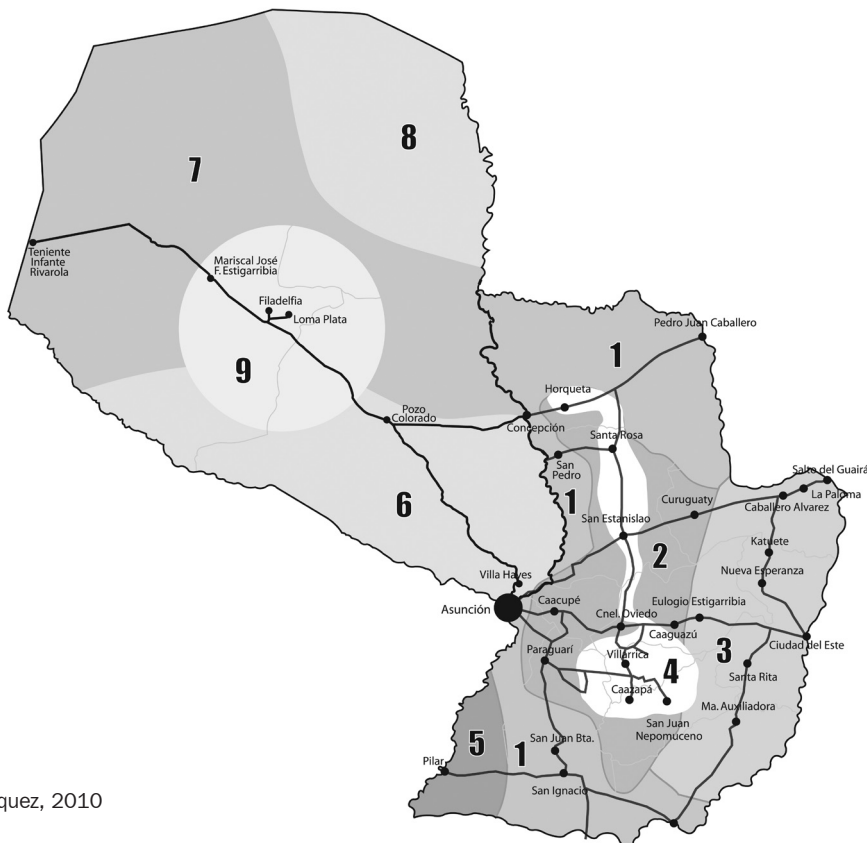 8
7
Teniente
Infante
Rivarola
Mariscal José
F. Estigarribia
Filadelfia
Loma Plata
Pedro Juan Caballero
1
9
Horqueta
Pozo
Colorado
Concepción
Santa Rosa
San
Pedro
Salto del Guairá
La Paloma
Caballero Alvarez
Curuguaty
6
1
San Estanislao
Katuete
2
Nueva Esperanza
Villa Hayes
Asunción
Caacupé
Cnel. Oviedo
Eulogio Estigarribia
Caaguazú
Ciudad del Este
3
Paraguarí
Villarrica
4
Santa Rita
Caazapá
Ma. Auxiliadora
San Juan
Nepomuceno
5
1
San Juan Bta.
Pilar
San Ignacio
quez, 2010